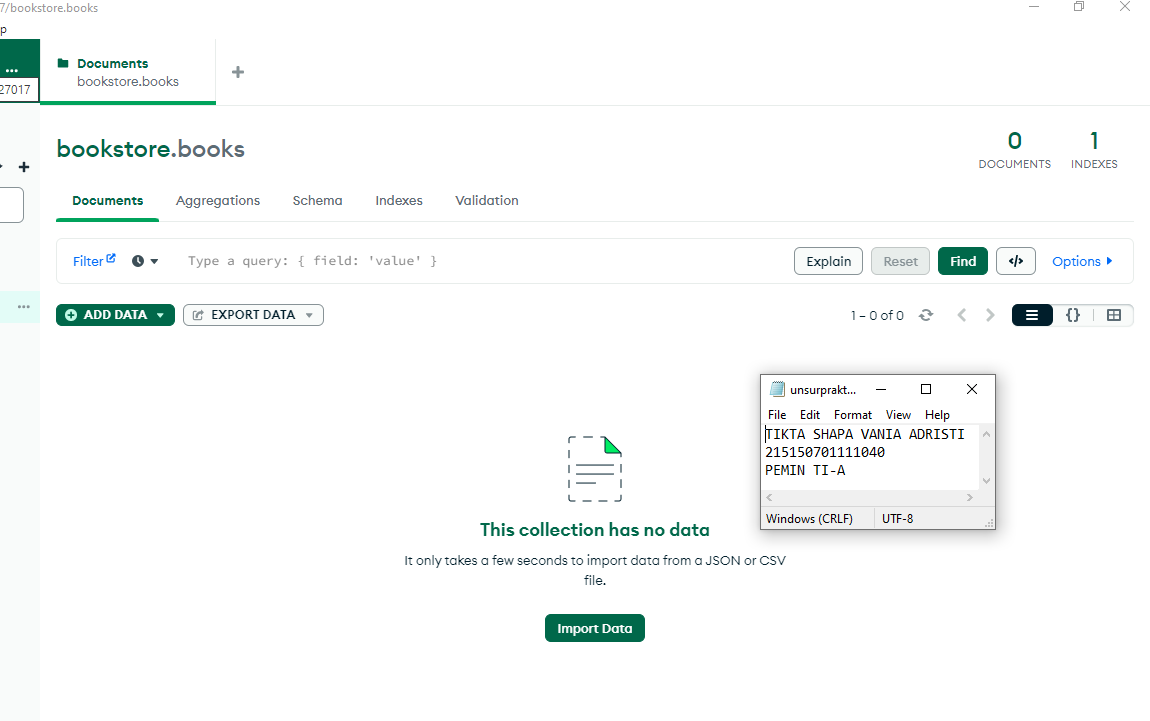 7/bookstore.books
p
...
27017
Documents
bookstore.books
bookstore.books
0
DOCUMENTS
1
INDEXES
Documents
Aggregations
Schema
Indexes
Validation
Filter
Type a query: { field: 'value' }
Explain
Reset
Find
</>
Options
ADD DATA
EXPORT DATA
1 – 0 of 0
{}
This collection has no data
It only takes a few seconds to import data from a JSON or CSV
file.
Import Data
unsurprakt...
File Edit Format View Help
TIKTA SHAPA VANIA ADRISTI
215150701111040
PEMIN TI-A
Windows (CRLF)
UTF-8